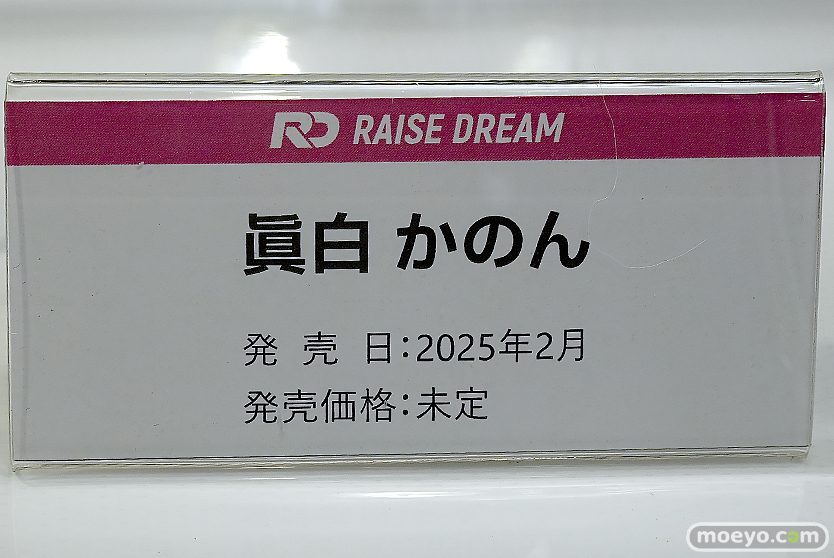 RD RAISE DREAM
眞白 かのん
発 売 日：2025年2月
発売価格：未定
moeyo.com